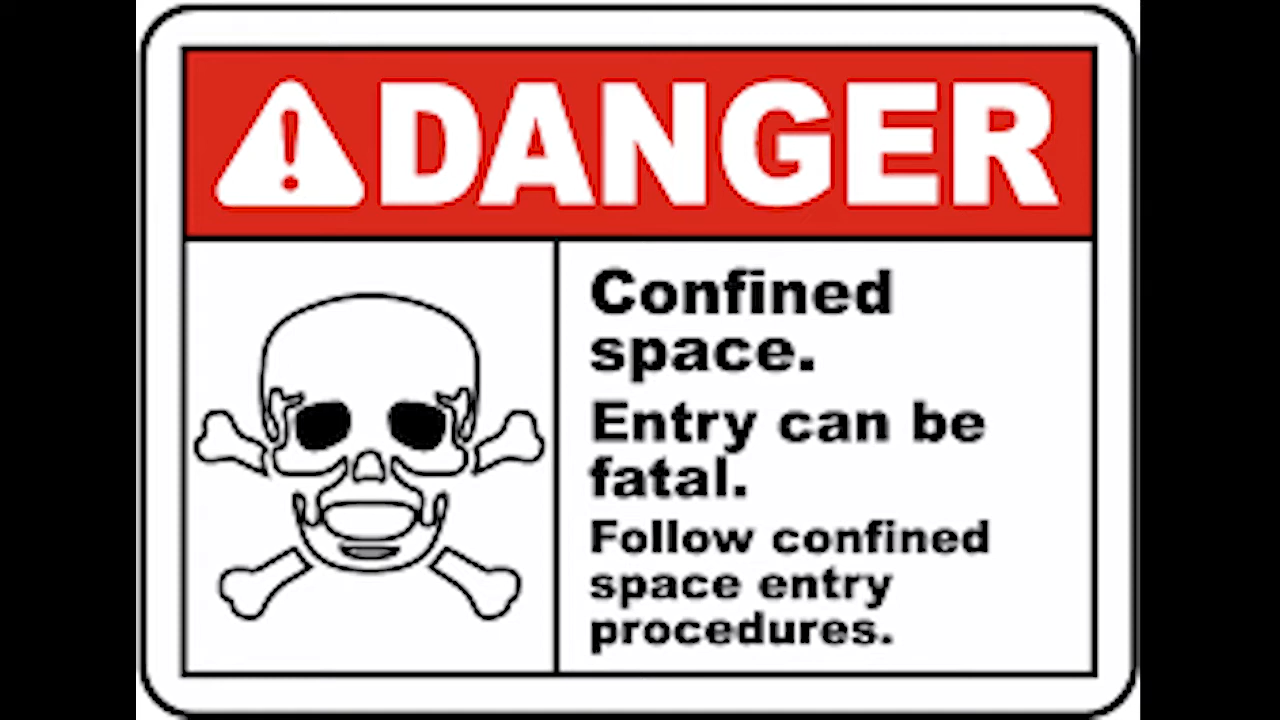 DANGER
Confined
space.
Entry can be
fatal.
Follow confined
space entry
procedures.